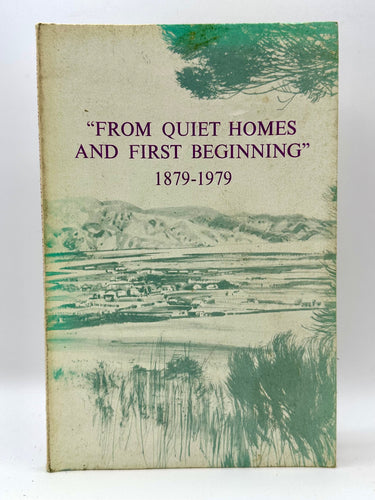 “FROM QUIET HOMES
AND FIRST BEGINNING”
1879-1979